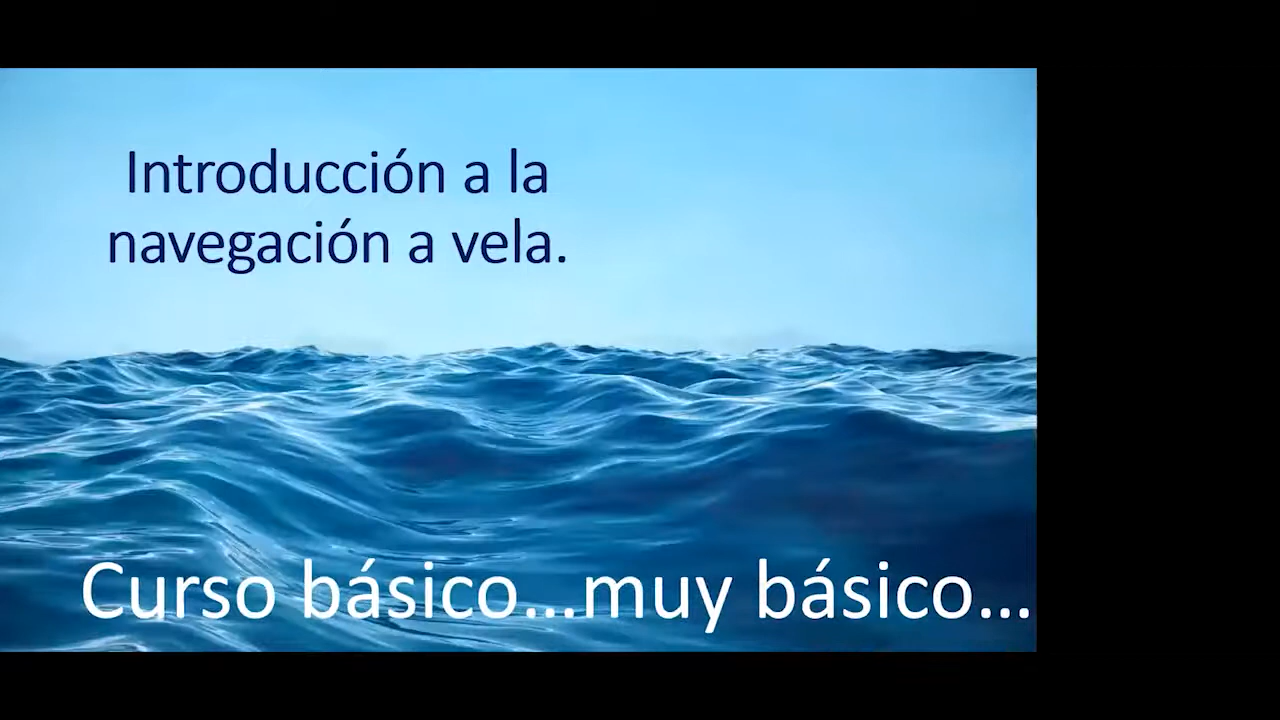 Introducción a la
navegación a vela.
Curso básico...muy básico...